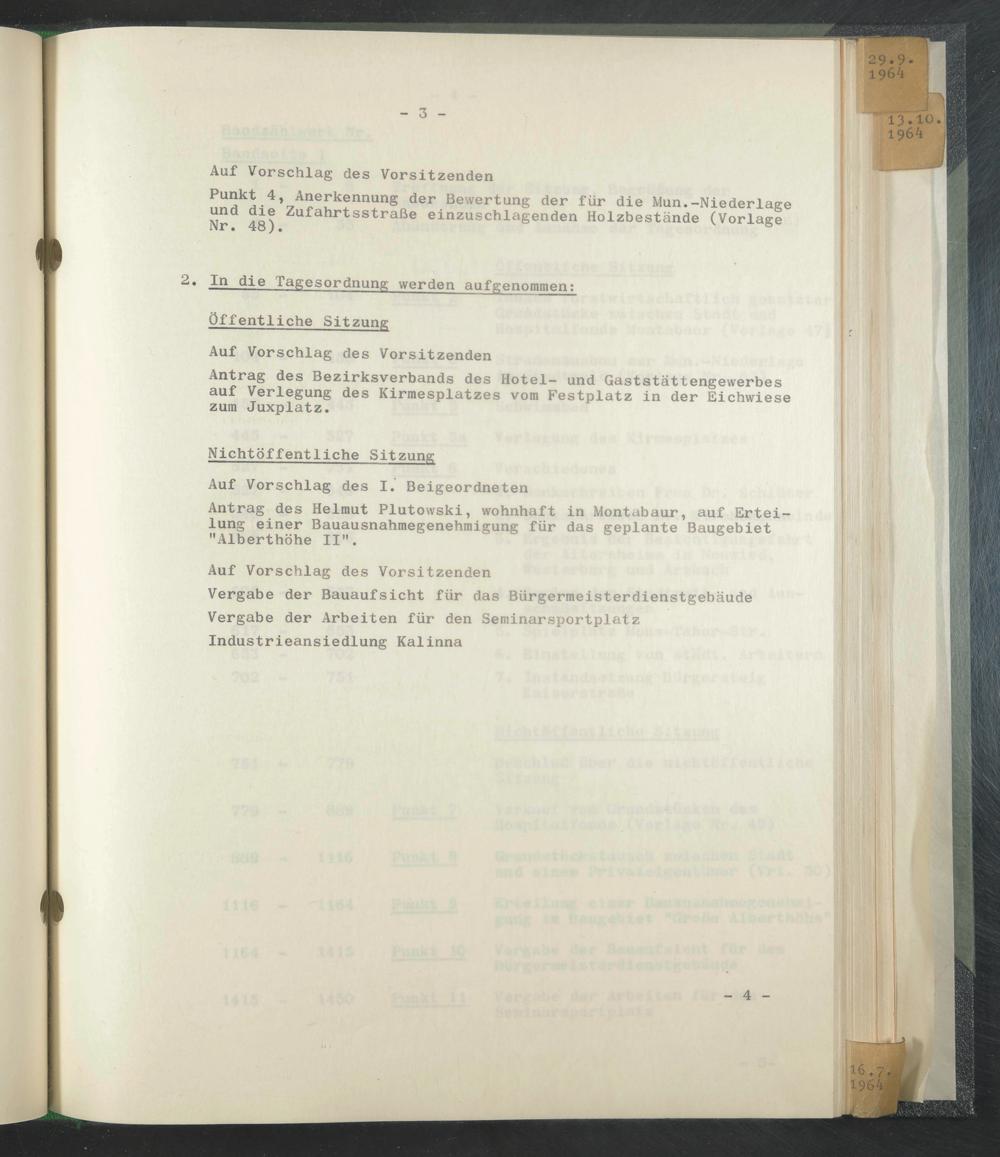 29.9.
1964
13.10.
1964
- 3 -
Auf Vorschlag des Vorsitzenden
Punkt 4, Anerkennung der Bewertung der für die Mun.-Niederlage
und die Zufahrtsstraße einzuschlagenden Holzbestände (Vorlage
Nr. 48).
2. In die Tagesordnung werden aufgenommen:
Öffentliche Sitzung
Auf Vorschlag des Vorsitzenden
Antrag des Bezirksverbands des Hotel- und Gaststättengewerbes
auf Verlegung des Kirmesplatzes vom Festplatz in der Eichwiese
zum Juxplatz.
Nichtöffentliche Sitzung
Auf Vorschlag des I. Beigeordneten
Antrag des Helmut Plutowski, wohnhaft in Montabaur, auf Ertei-
lung einer Bauausnahmegenehmigung für das geplante Baugebiet
"Alberthöhe II".
Auf Vorschlag des Vorsitzenden
Vergabe der Bauaufsicht für das Bürgermeisterdienstgebäude
Vergabe der Arbeiten für den Seminarsportplatz
Industrieansiedlung Kalinna
- 4 -
16.7.
1964